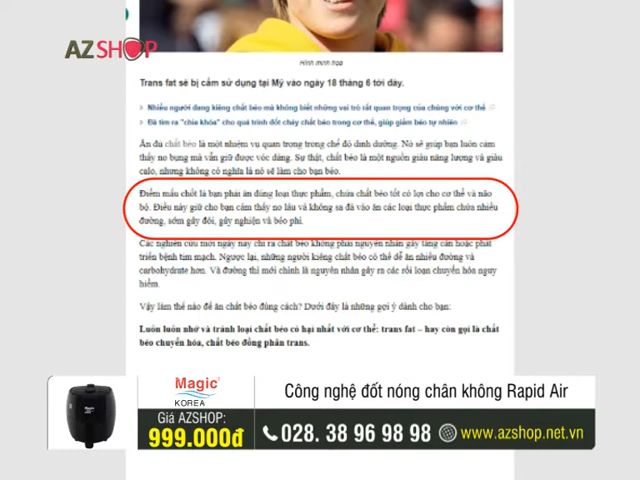 AZSHOP
Hình minh họa
Trans fat sẽ bị cấm sử dụng tại Mỹ vào ngày 18 tháng 6 tới đây.
» Nhiều người đang kiêng chất béo mà không biết những vai trò rất quan trọng của chúng với cơ thể
» Đã tìm ra "chìa khóa" cho quá trình đốt cháy chất béo trong cơ thể, giúp giảm béo tự nhiên
Ăn đủ chất béo là một nhiệm vụ quan trọng trong chế độ dinh dưỡng. Nó sẽ giúp bạn luôn cảm
thấy no bụng mà vẫn giữ được vóc dáng. Sự thật, chất béo là một nguồn giàu năng lượng và giàu
calo, nhưng không có nghĩa là nó sẽ làm cho bạn béo.
Điểm mấu chốt là bạn phải ăn đúng loại thực phẩm, chứa chất béo tốt có lợi cho cơ thể và não
bộ. Điều này giữ cho bạn cảm thấy no lâu và không sa đà vào ăn các loại thực phẩm chứa nhiều
đường, sớm gây đói, gây nghiện và béo phì.
Các nghiên cứu mới ngày nay chỉ ra chất béo không phải nguyên nhân gây tăng cân hoặc phát
triển bệnh tim mạch. Ngược lại, những người kiêng chất béo có thể dễ ăn nhiều đường và
carbohydrate hơn. Và đường thì mới chính là nguyên nhân gây ra các rối loạn chuyển hóa nguy
hiểm.
Vậy làm thế nào để ăn chất béo đúng cách? Dưới đây là những gợi ý dành cho bạn:
Luôn luôn nhớ và tránh loại chất béo có hại nhất với cơ thể: trans fat – hay còn gọi là chất
béo chuyển hóa, chất béo đồng phân trans.
Magic
KOREA
Công nghệ đốt nóng chân không Rapid Air
Giá AZSHOP:
999.000đ
028. 38 96 98 98
www.azshop.net.vn